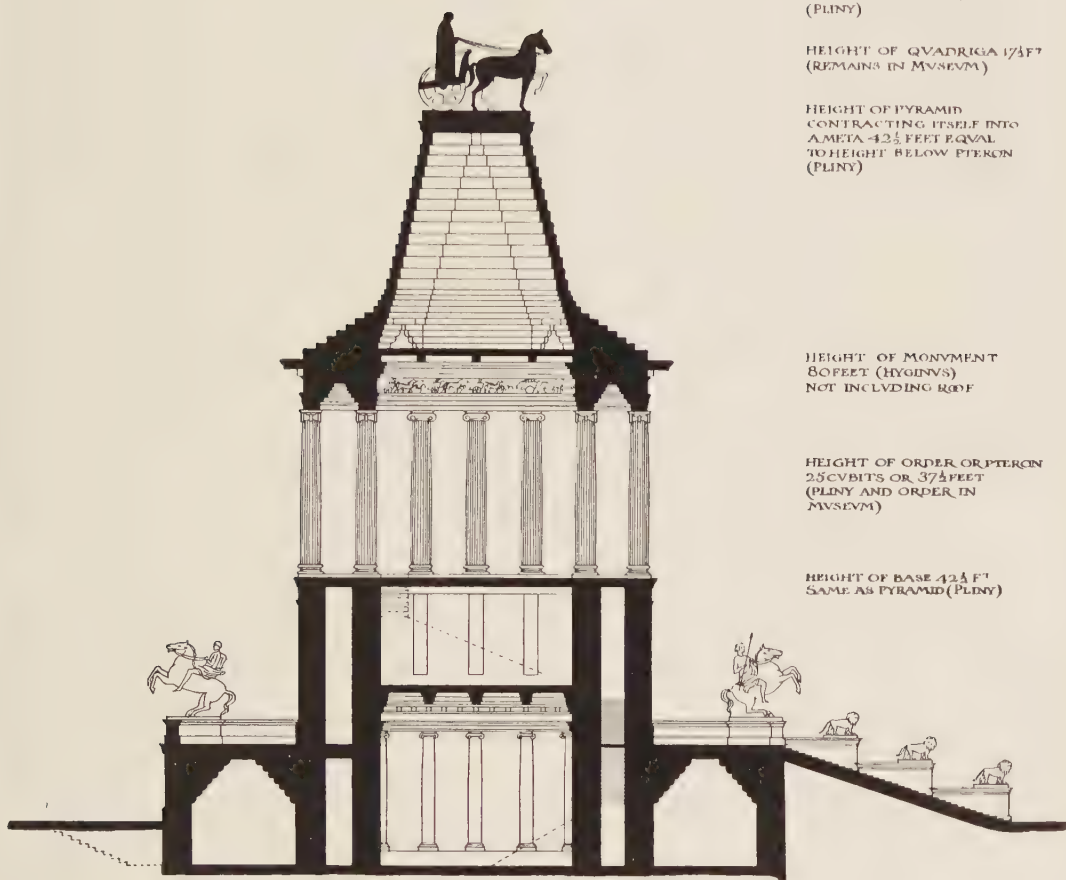 (PLINY)
HEIGHT OF QVADRIGA 17½ FT
(REMAINS IN MVSEVM)
HEIGHT OF PYRAMID
CONTRACTING ITSELF INTO
A META 42½ FEET EQVAL
TO HEIGHT BELOW PTERON
(PLINY)
HEIGHT OF MONVMENT
80 FEET (HYGINVS)
NOT INCLVDING ROOF
HEIGHT OF ORDER OR PTERON
25 CVBITS OR 37½ FEET
(PLINY AND ORDER IN
MVSEVM)
HEIGHT OF BASE 42½ FT
SAME AS PYRAMID (PLINY)